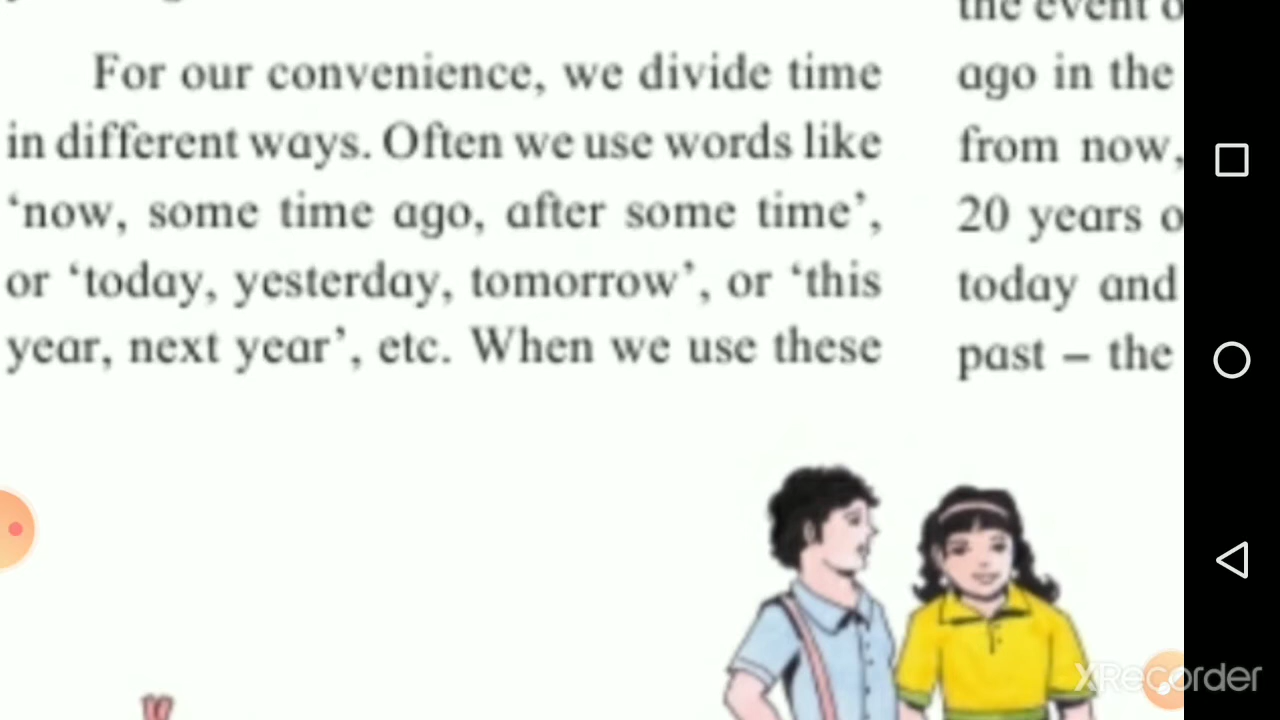 For our convenience, we divide time
in different ways. Often we use words like
‘now, some time ago, after some time’,
or ‘today, yesterday, tomorrow’, or ‘this
year, next year’, etc. When we use these
the event
ago in the
from now,
20 years
today and
past – the
XRecorder